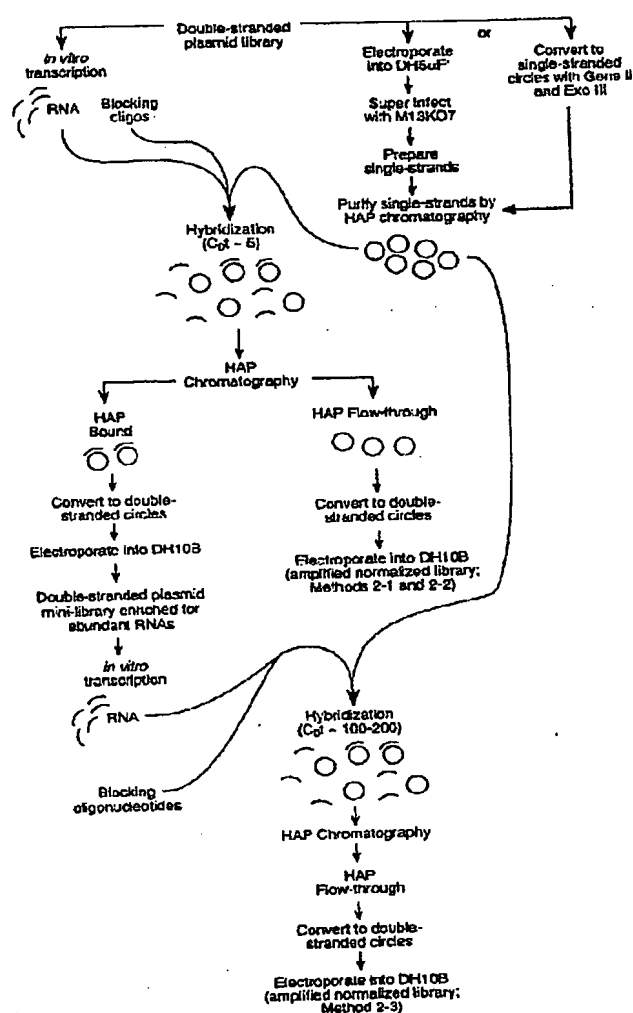 Double-stranded
plasmid library
in vitro
transcription
RNA
Blocking
oligos
Electroporate
into DH5αF'
Super Infect
with M13KO7
Prepare
single-strands
or
Convert to
single-stranded
circles with Gene II
and Exo III
Purify single-strands by
HAP chromatography
Hybridization
(C₀t ~ 5)
HAP
Chromatography
HAP
Bound
Convert to double-
stranded circles
Electroporate into DH10B
Double-stranded plasmid
mini-library enriched for
abundant RNAs
in vitro
transcription
RNA
Blocking
oligonucleotides
HAP Flow-through
Convert to double-
stranded circles
Electroporate into DH10B
(amplified normalized library;
Methods 2-1 and 2-2)
Hybridization
(C₀t ~ 100-200)
HAP Chromatography
HAP
Flow-through
Convert to double-
stranded circles
Electroporate into DH10B
(amplified normalized library;
Method 2-3)